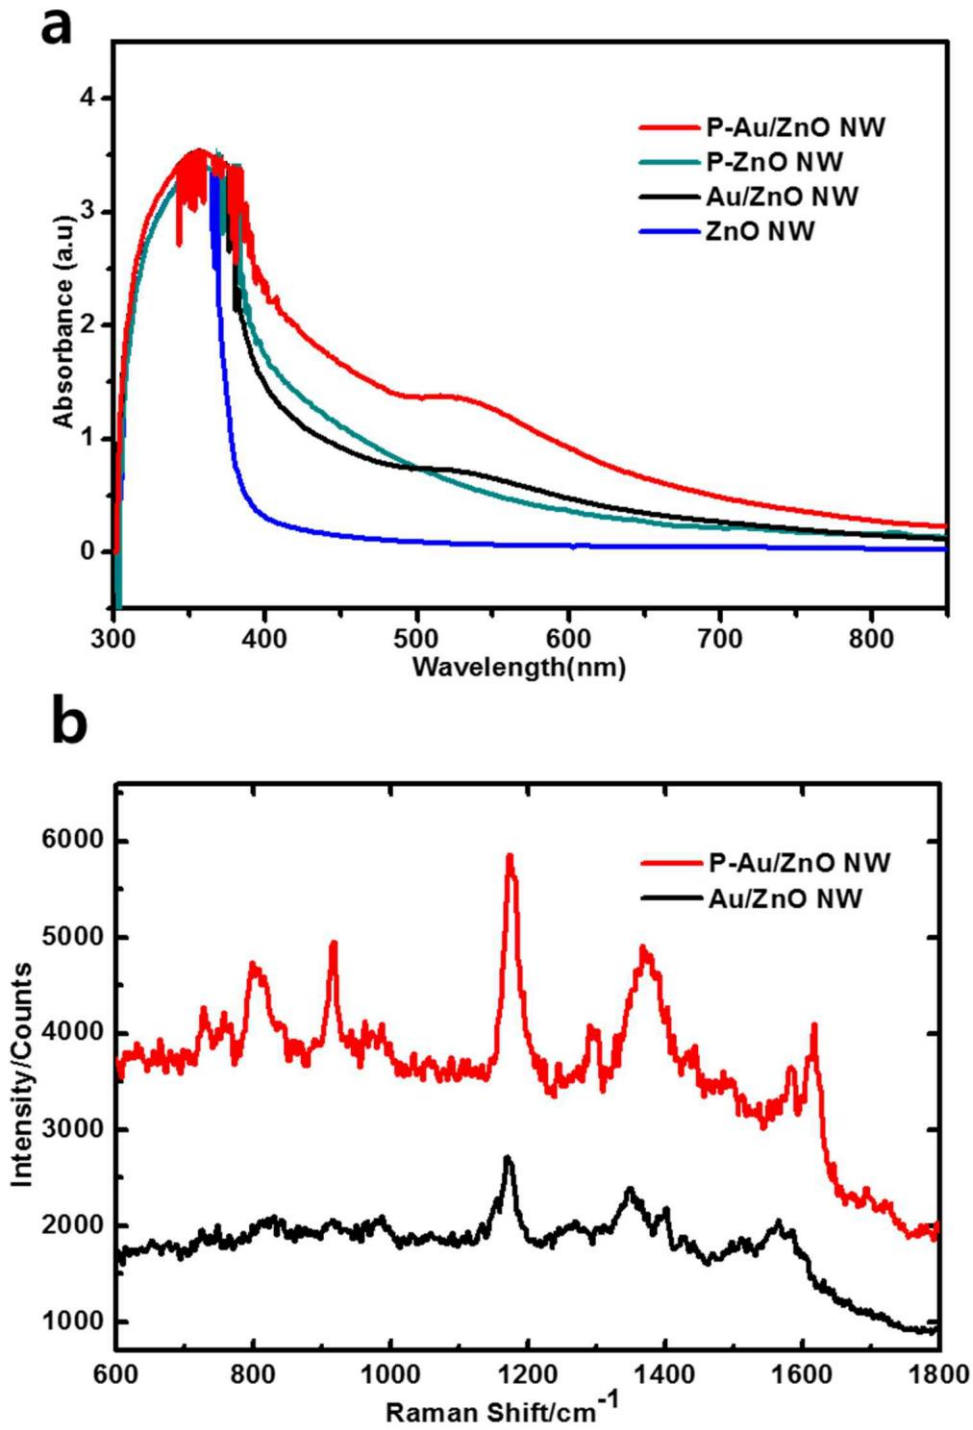 a
4
3
2
1
0
Absorbance (a.u)
P-Au/ZnO NW
P-ZnO NW
Au/ZnO NW
ZnO NW
300 400 500 600 700 800
Wavelength(nm)
b
6000
5000
4000
3000
2000
1000
Intensity/Counts
P-Au/ZnO NW
Au/ZnO NW
600 800 1000 1200 1400 1600 1800
Raman Shift/cm-1